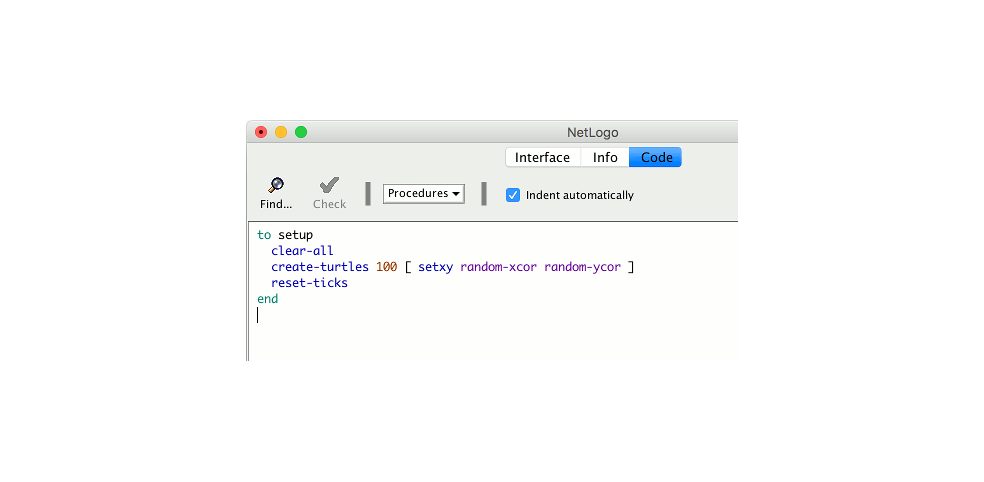 NetLogo
Interface Info Code
Find... Check Procedures Indent automatically
to setup
  clear-all
  create-turtles 100 [ setxy random-xcor random-ycor ]
  reset-ticks
end